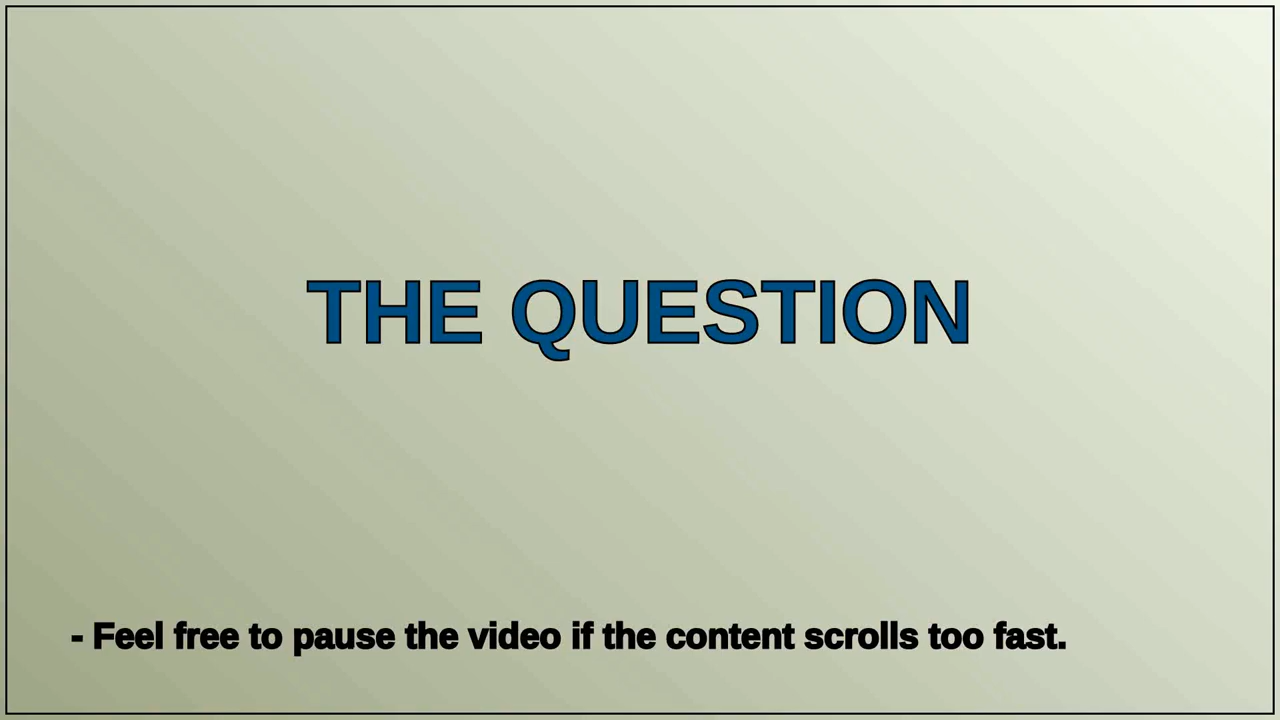 THE QUESTION
- Feel free to pause the video if the content scrolls too fast.